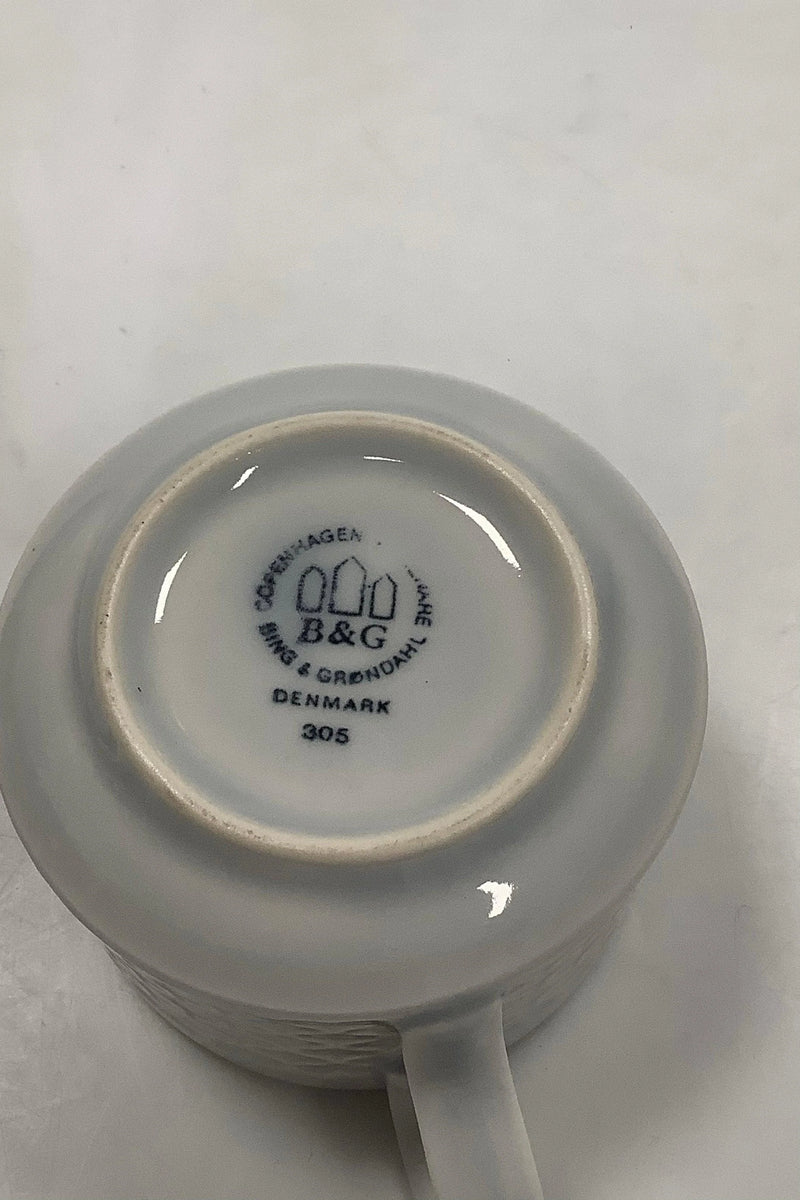 COPENHAGEN
B&G
BING & GRØNDAHL
DENMARK
305